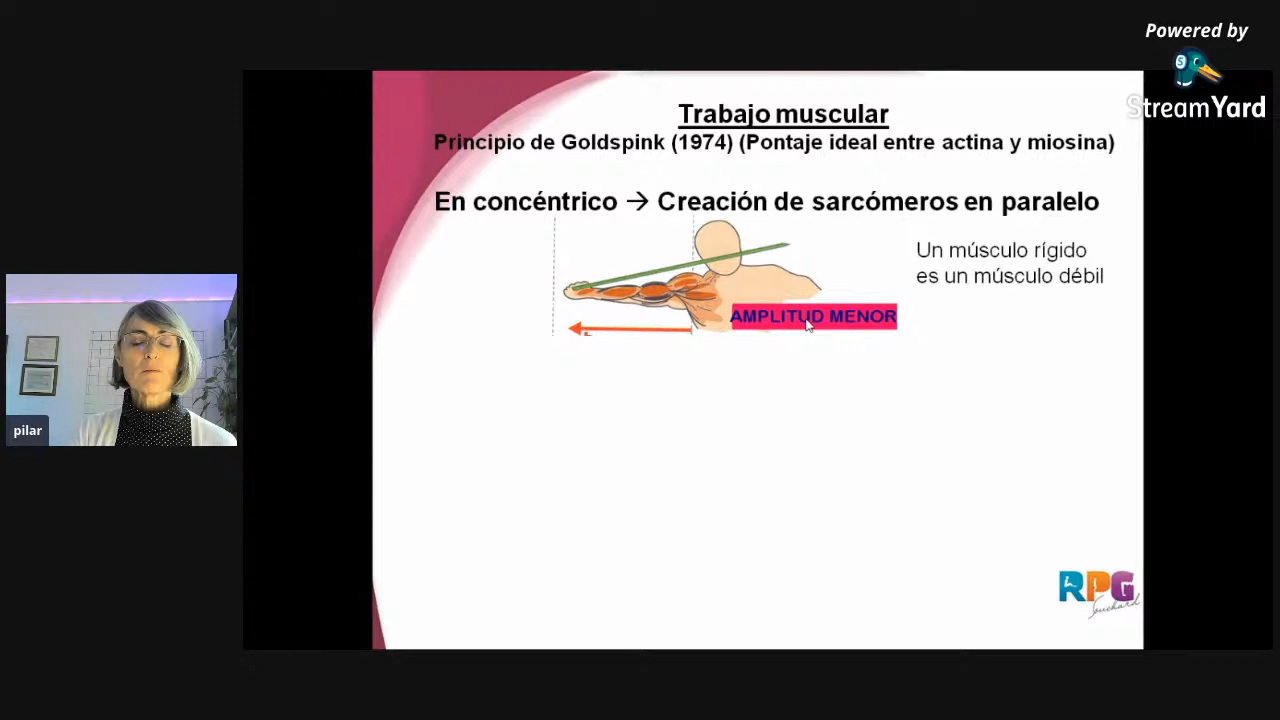 Powered by
StreamYard
Trabajo muscular
Principio de Goldspink (1974) (Pontaje ideal entre actina y miosina)
En concéntrico → Creación de sarcómeros en paralelo
Un músculo rígido
es un músculo débil
AMPLITUD MENOR
pilar
RPG
Souchard